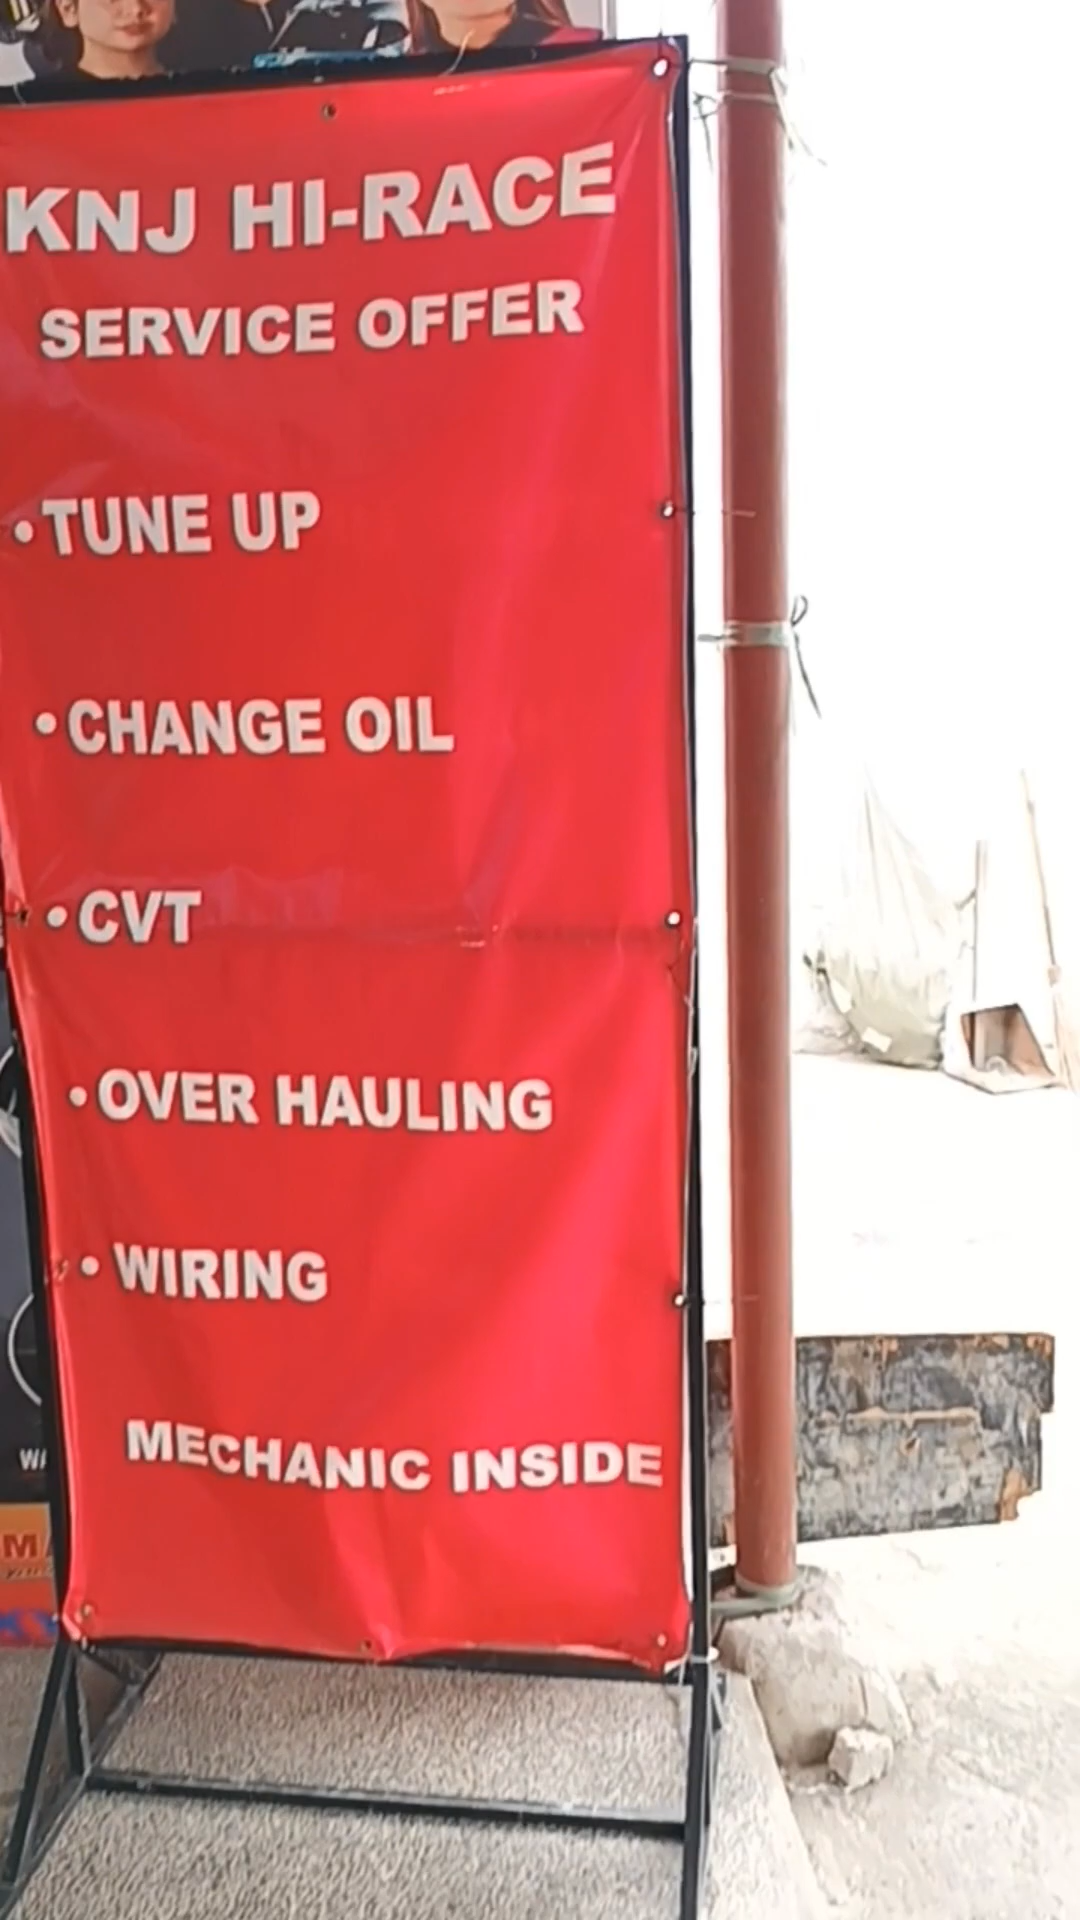 KNJ HI-RACE
SERVICE OFFER
• TUNE UP
• CHANGE OIL
• CVT
• OVER HAULING
• WIRING
MECHANIC INSIDE